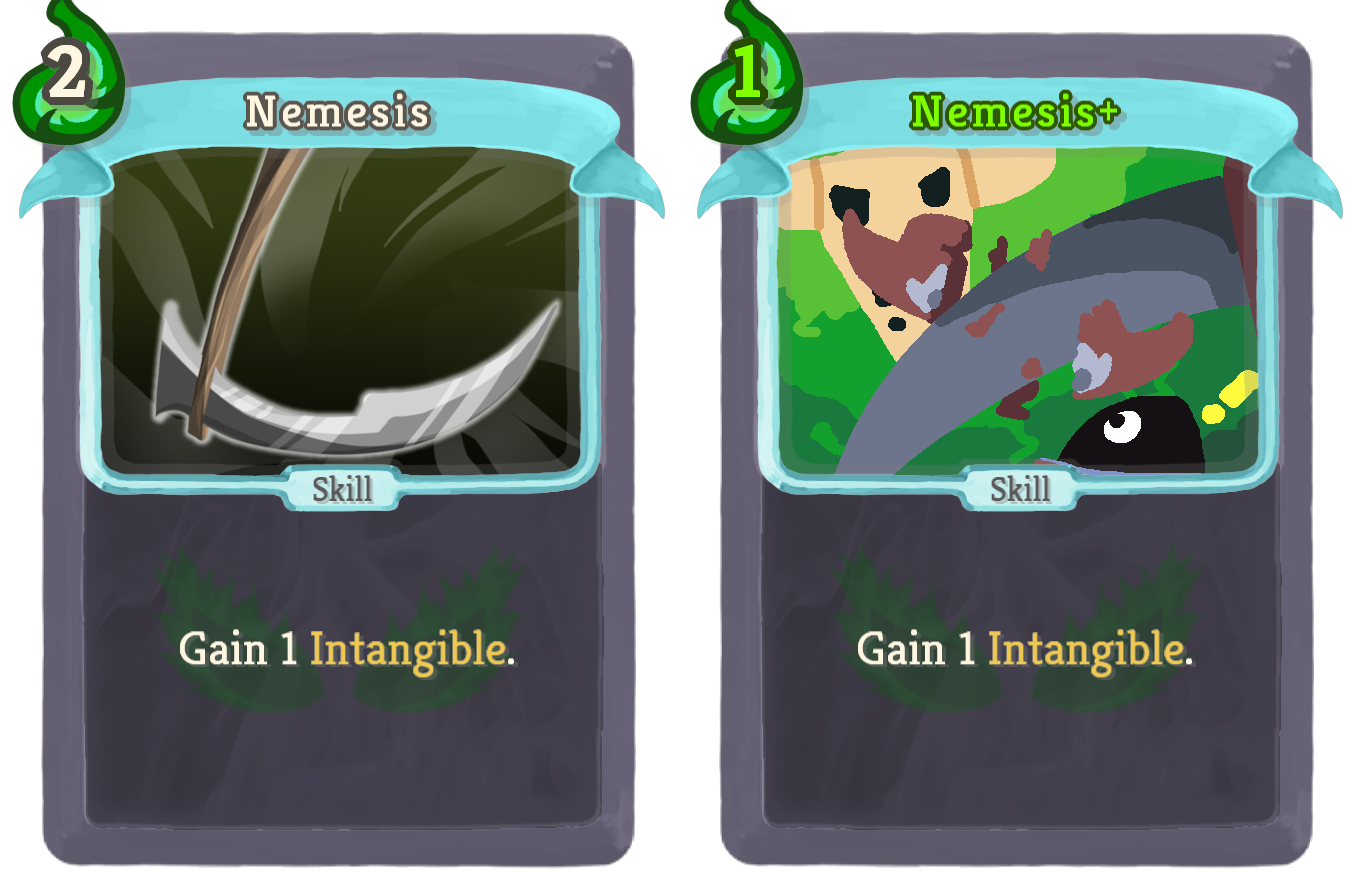 2
Nemesis
Skill
Gain 1 Intangible.
1
Nemesis+
Skill
Gain 1 Intangible.